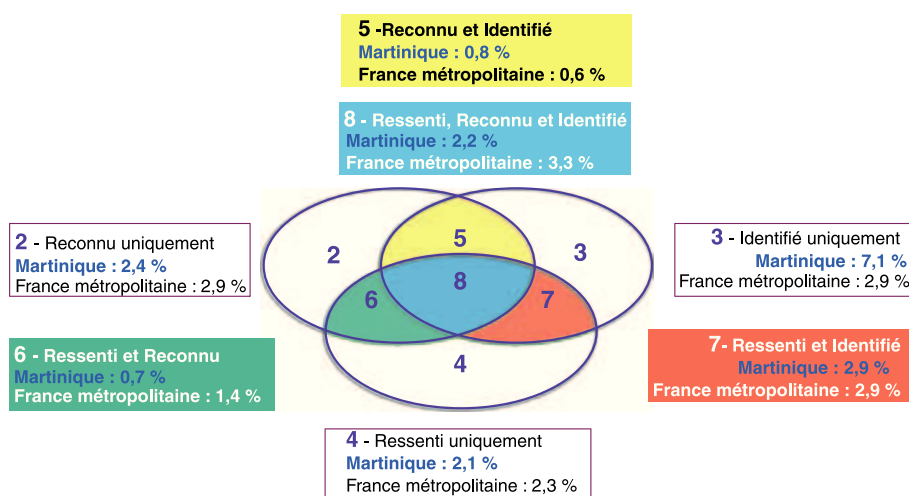 5 -Reconnu et Identifié
Martinique : 0,8 %
France métropolitaine : 0,6 %
8 - Ressenti, Reconnu et Identifié
Martinique : 2,2 %
France métropolitaine : 3,3 %
2 - Reconnu uniquement
Martinique : 2,4 %
France métropolitaine : 2,9 %
2
5
3
3 - Identifié uniquement
Martinique : 7,1 %
France métropolitaine : 2,9 %
6
8
7
4
6 - Ressenti et Reconnu
Martinique : 0,7 %
France métropolitaine : 1,4 %
7- Ressenti et Identifié
Martinique : 2,9 %
France métropolitaine : 2,9 %
4 - Ressenti uniquement
Martinique : 2,1 %
France métropolitaine : 2,3 %